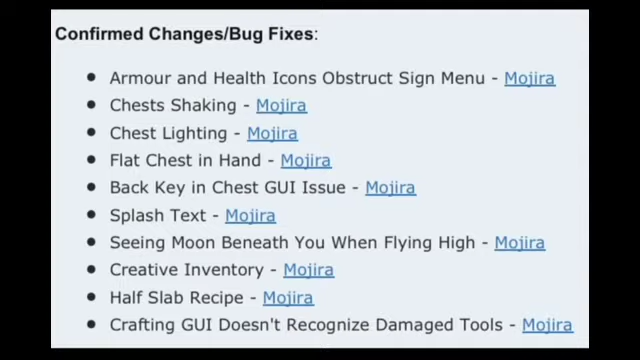 Confirmed Changes/Bug Fixes:
• Armour and Health Icons Obstruct Sign Menu - Mojira
• Chests Shaking - Mojira
• Chest Lighting - Mojira
• Flat Chest in Hand - Mojira
• Back Key in Chest GUI Issue - Mojira
• Splash Text - Mojira
• Seeing Moon Beneath You When Flying High - Mojira
• Creative Inventory - Mojira
• Half Slab Recipe - Mojira
• Crafting GUI Doesn't Recognize Damaged Tools - Mojira